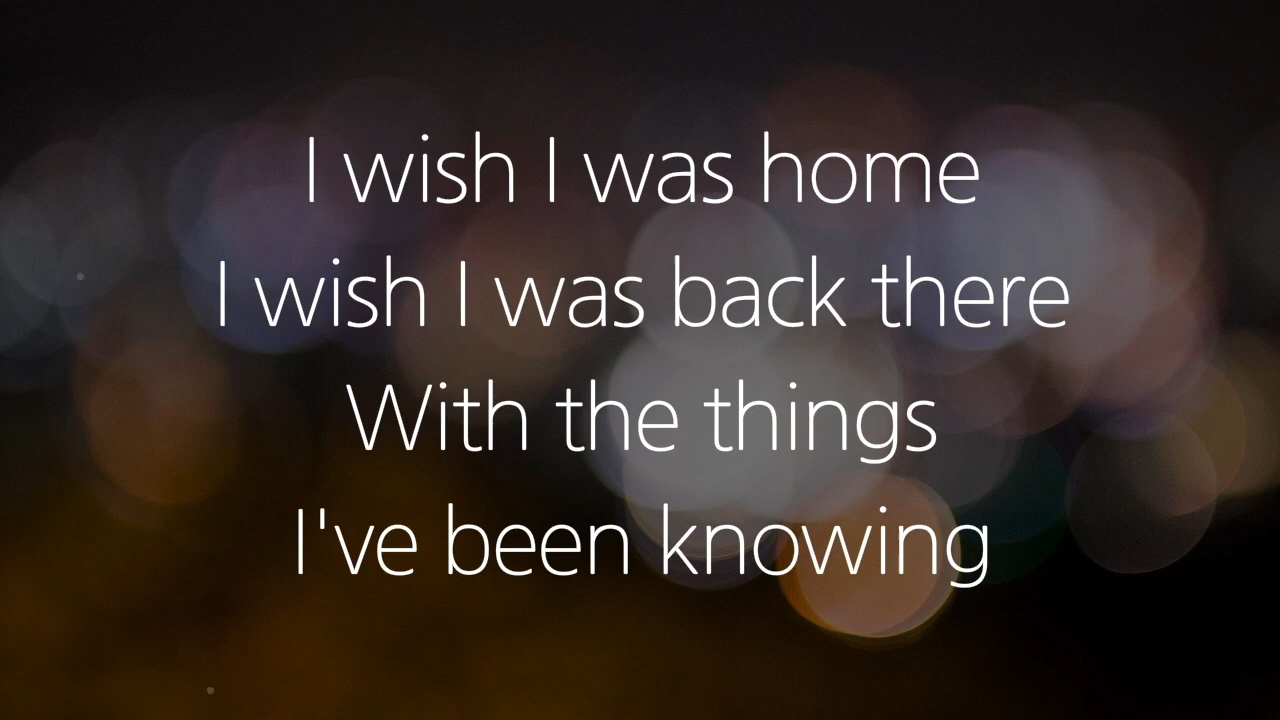 I wish I was home
I wish I was back there
With the things
I've been knowing